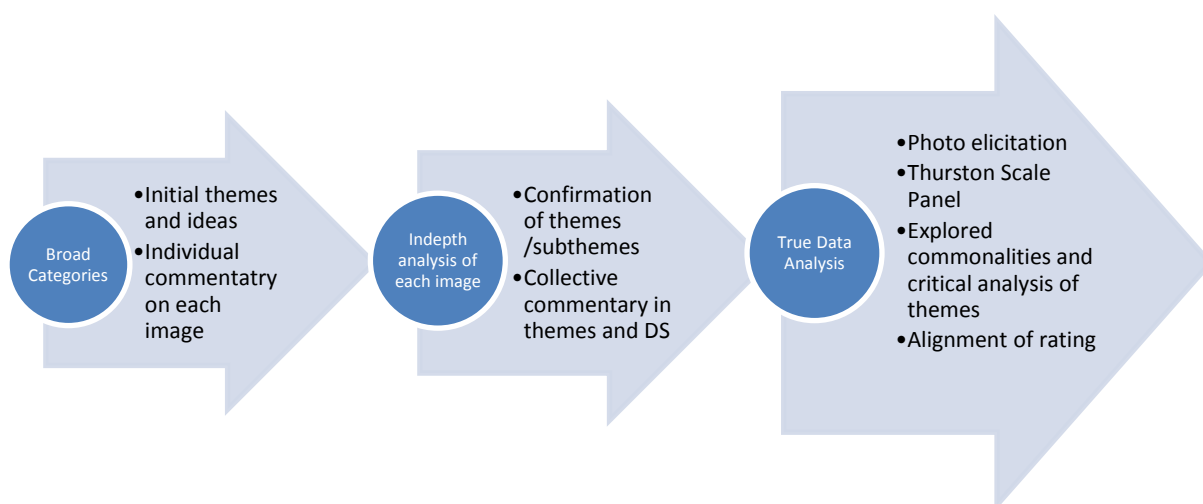 Broad
Categories
•Initial themes
and ideas
•Individual
commentatry
on each
image
Indepth
analysis of
each image
•Confirmation
of themes
/subthemes
•Collective
commentary in
themes and DS
True Data
Analysis
•Photo elicitation
•Thurston Scale
Panel
•Explored
commonalities and
critical analysis of
themes
•Alignment of rating